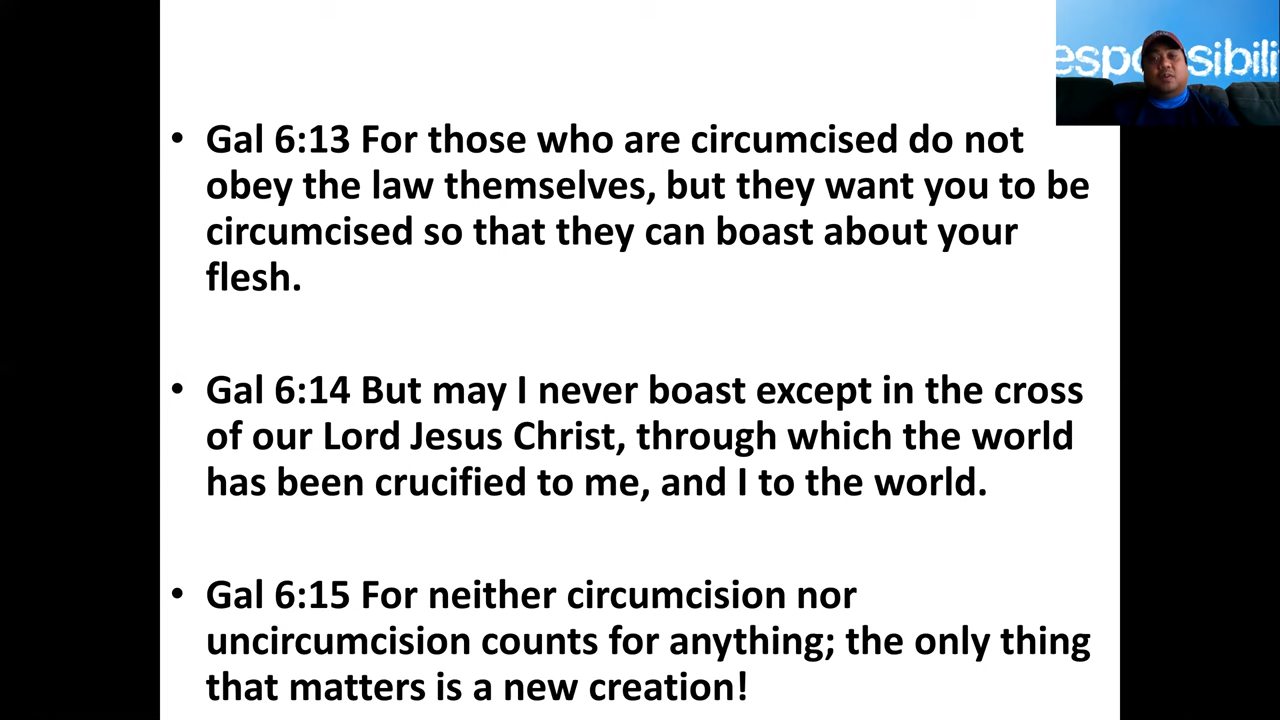 esponsibili
• Gal 6:13 For those who are circumcised do not
obey the law themselves, but they want you to be
circumcised so that they can boast about your
flesh.
• Gal 6:14 But may I never boast except in the cross
of our Lord Jesus Christ, through which the world
has been crucified to me, and I to the world.
• Gal 6:15 For neither circumcision nor
uncircumcision counts for anything; the only thing
that matters is a new creation!